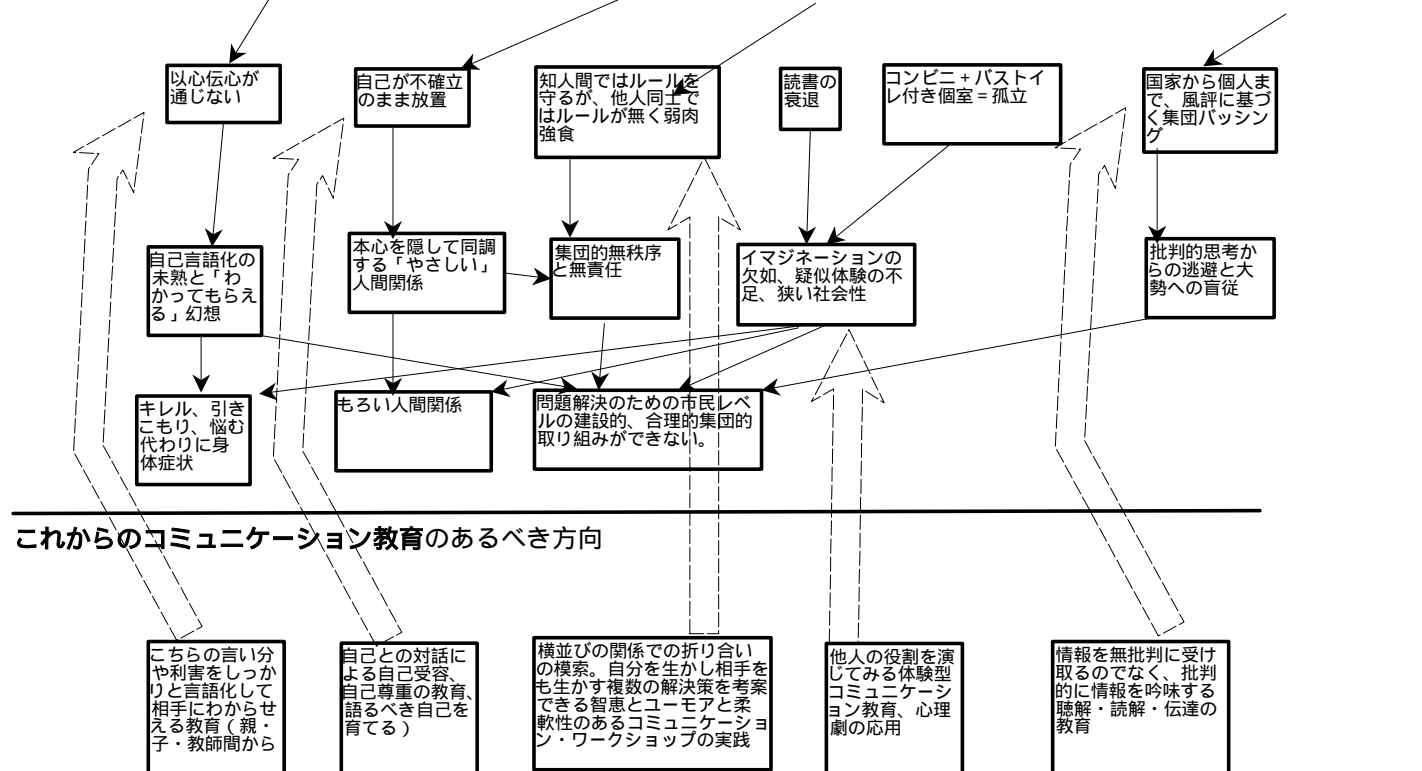 以心伝心が
通じない
自己が不確立
のまま放置
知人間ではルールを
守るが、他人同士で
はルールが無く弱肉
強食
読書の
衰退
コンビニ＋バストイ
レ付き個室＝孤立
国家から個人ま
で、風評に基づ
く集団バッシン
グ
自己言語化の
未熟と「わ
かってもらえ
る」幻想
本心を隠して同調
する「やさしい」
人間関係
集団的無秩序
と無責任
イマジネーションの
欠如、疑似体験の不
足、狭い社会性
批判的思考か
らの逃避と大
勢への盲従
キレル、引き
こもり、悩む
代わりに身
体症状
もろい人間関係
問題解決のための市民レベ
ルの建設的、合理的集団的
取り組みができない。
これからのコミュニケーション教育のあるべき方向
こちらの言い分
や利害をしっか
りと言語化して
相手にわからせ
える教育（親・
子・教師間から
自己との対話に
よる自己受容、
自己尊重の教育、
語るべき自己を
育てる）
横並びの関係での折り合い
の模索。自分を生かし相手を
も生かす複数の解決策を考案
できる智恵とユーモアと柔
軟性のあるコミュニケーショ
ン・ワークショップの実践
他人の役割を演
じてみる体験型
コミュニケーシ
ョン教育、心理
劇の応用
情報を無批判に受け
取るのでなく、批判
的に情報を吟味する
聴解・読解・伝達の
教育